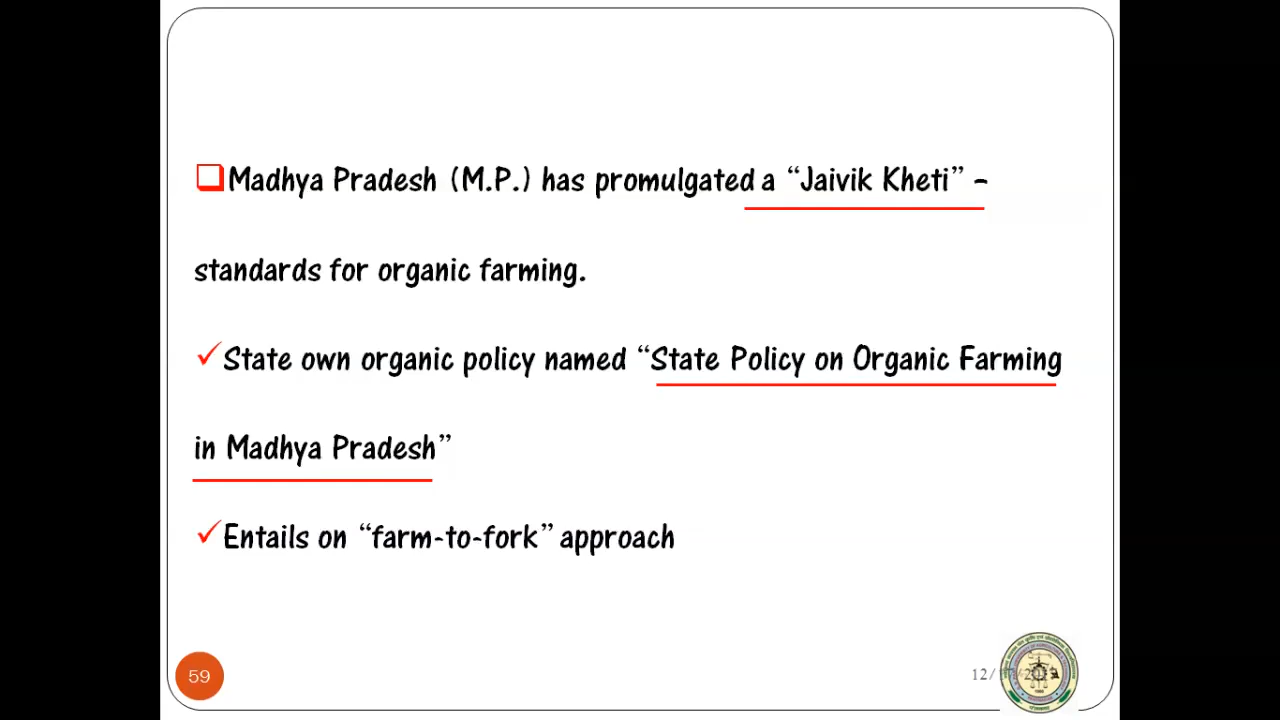 Madhya Pradesh (M.P.) has promulgated a “Jaivik Kheti” –
standards for organic farming.
State own organic policy named “State Policy on Organic Farming
in Madhya Pradesh”
Entails on “farm-to-fork” approach
59